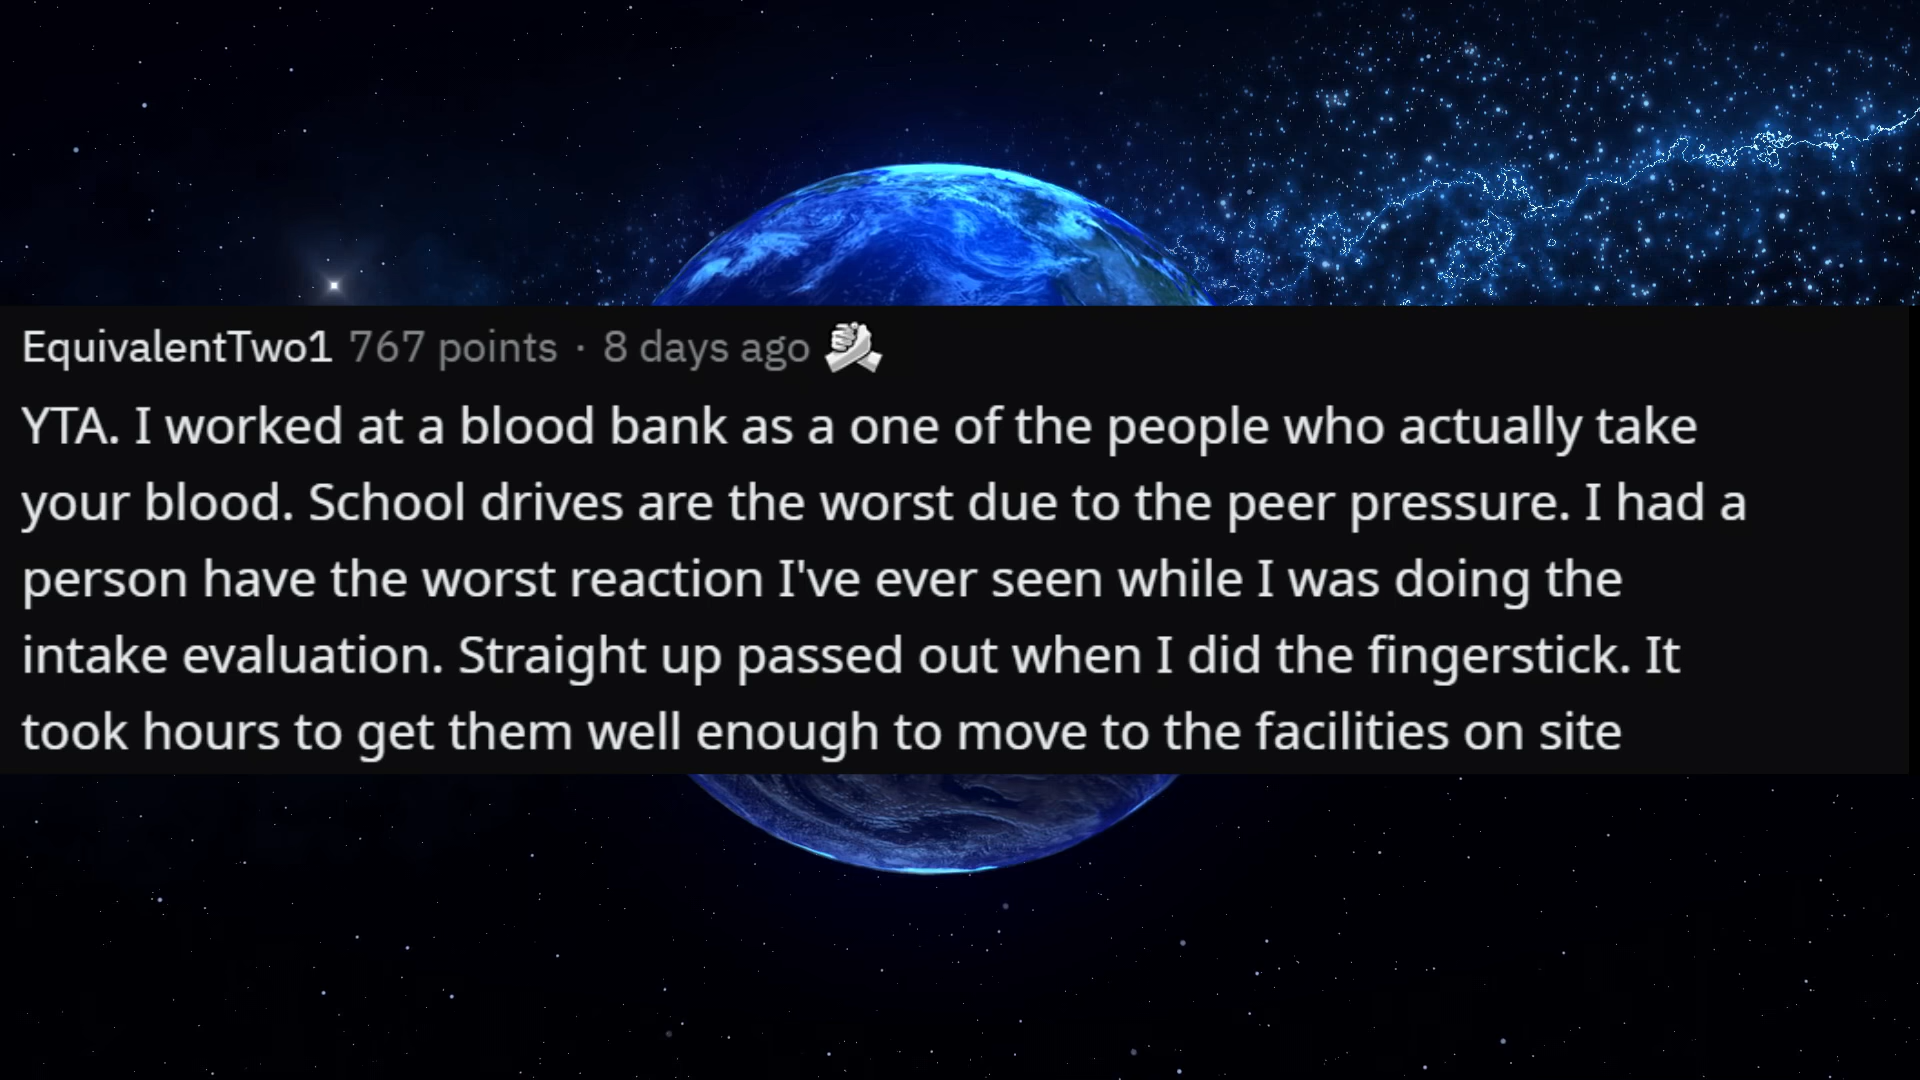 EquivalentTwo1 767 points · 8 days ago
YTA. I worked at a blood bank as a one of the people who actually take
your blood. School drives are the worst due to the peer pressure. I had a
person have the worst reaction I've ever seen while I was doing the
intake evaluation. Straight up passed out when I did the fingerstick. It
took hours to get them well enough to move to the facilities on site